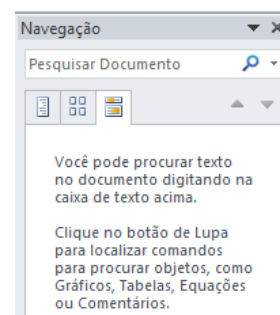 Navegação
Pesquisar Documento
Você pode procurar texto
no documento digitando na
caixa de texto acima.
Clique no botão de Lupa
para localizar comandos
para procurar objetos, como
Gráficos, Tabelas, Equações
ou Comentários.